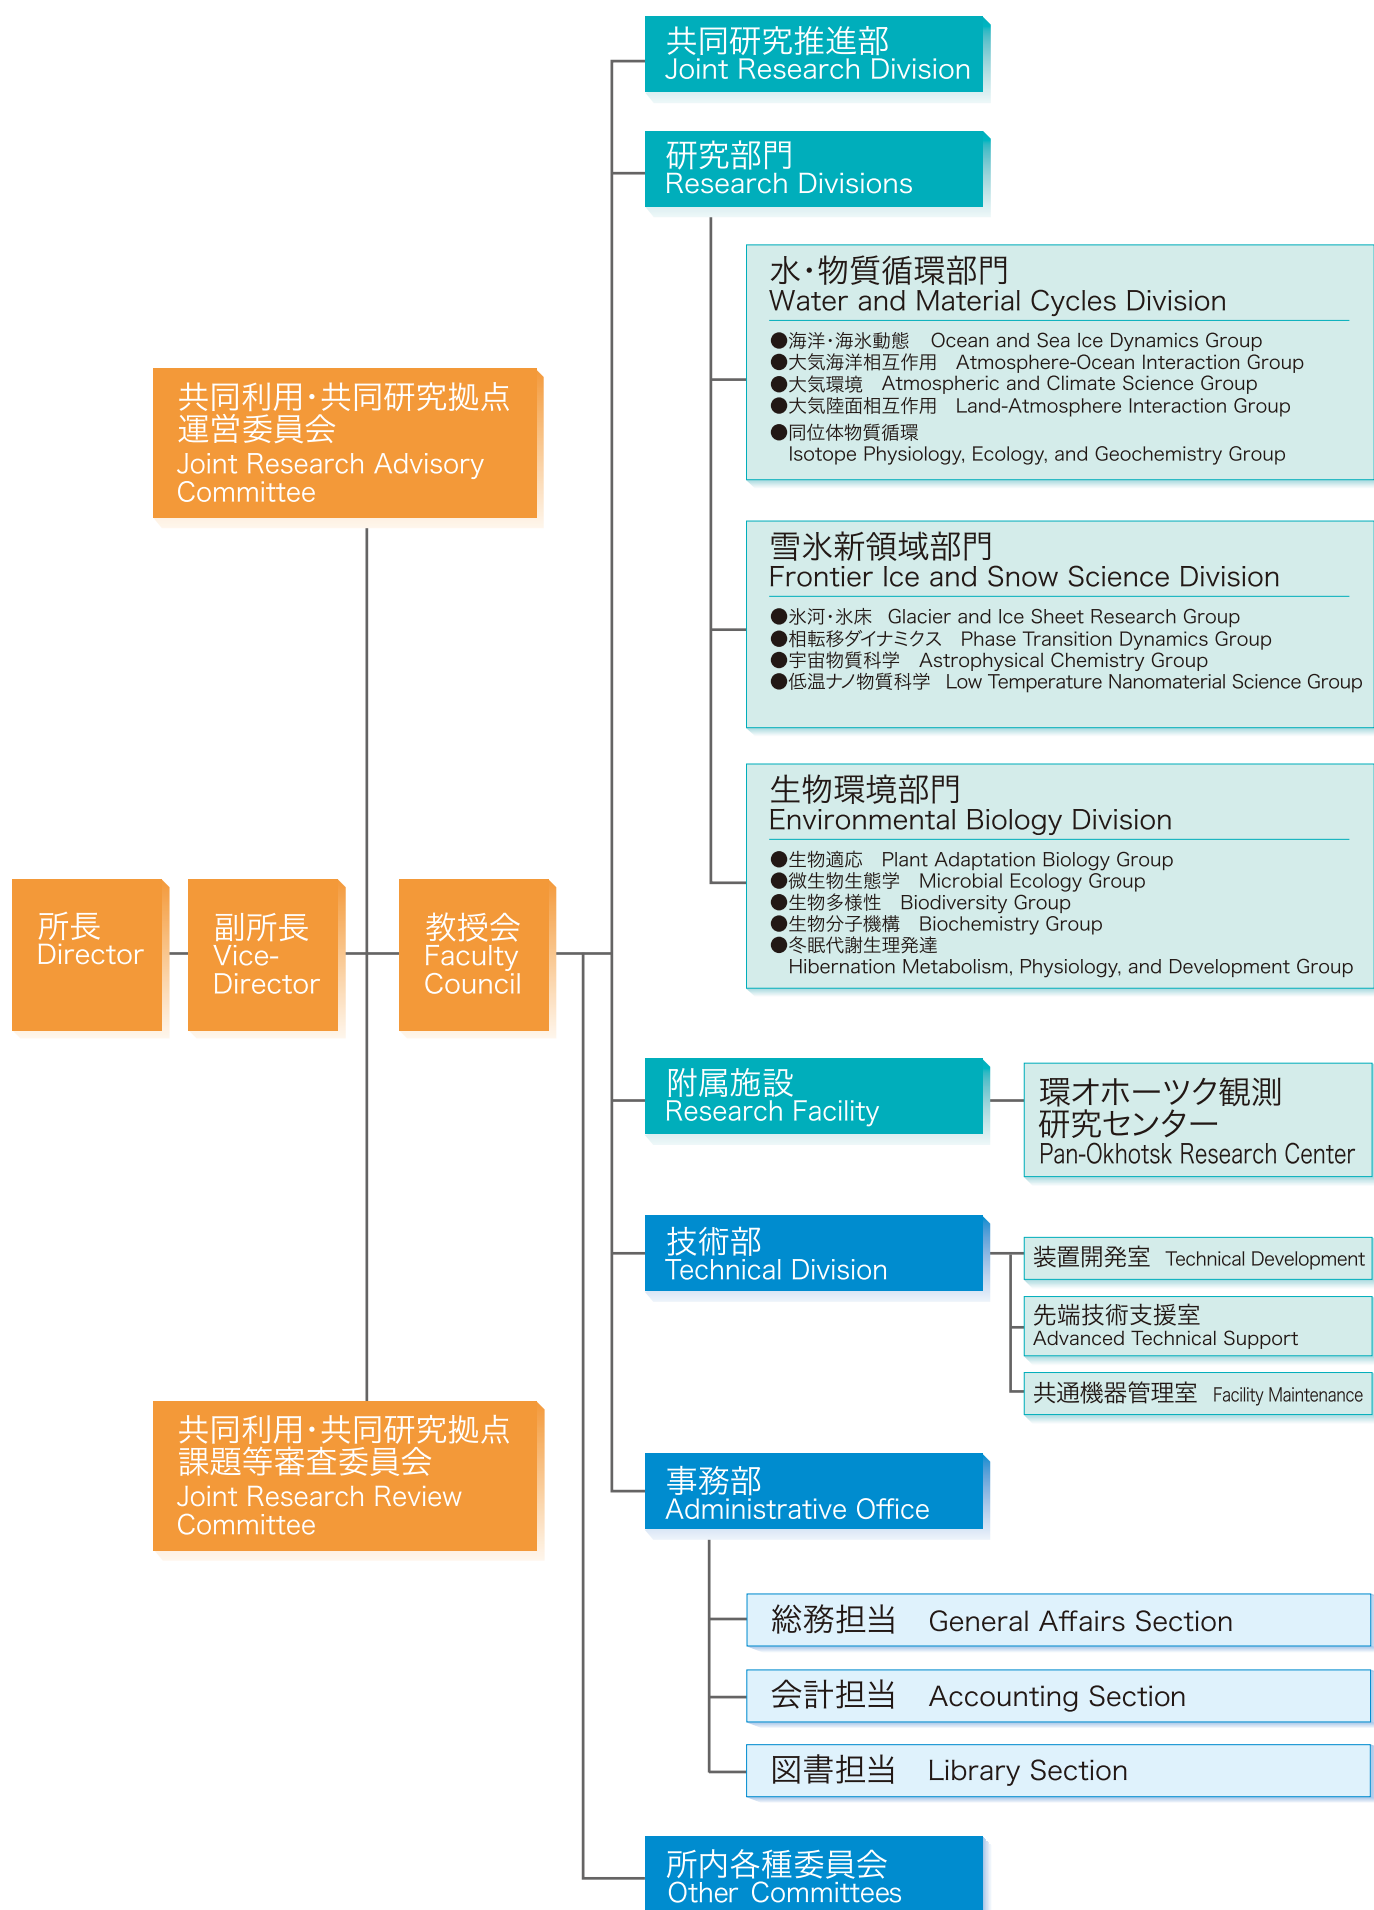 共同研究推進部
Joint Research Division
研究部門
Research Divisions
水・物質循環部門
Water and Material Cycles Division
●海洋・海氷動態 Ocean and Sea Ice Dynamics Group
●大気海洋相互作用 Atmosphere-Ocean Interaction Group
●大気環境 Atmospheric and Climate Science Group
●大気陸面相互作用 Land-Atmosphere Interaction Group
●同位体物質循環
Isotope Physiology, Ecology, and Geochemistry Group
共同利用・共同研究拠点
運営委員会
Joint Research Advisory
Committee
雪氷新領域部門
Frontier Ice and Snow Science Division
●氷河・氷床 Glacier and Ice Sheet Research Group
●相転移ダイナミクス Phase Transition Dynamics Group
●宇宙物質科学 Astrophysical Chemistry Group
●低温ナノ物質科学 Low Temperature Nanomaterial Science Group
生物環境部門
Environmental Biology Division
●生物適応 Plant Adaptation Biology Group
●微生物生態学 Microbial Ecology Group
●生物多様性 Biodiversity Group
●生物分子機構 Biochemistry Group
●冬眠代謝生理発達
Hibernation Metabolism, Physiology, and Development Group
所長
Director
副所長
Vice-
Director
教授会
Faculty
Council
附属施設
Research Facility
環オホーツク観測
研究センター
Pan-Okhotsk Research Center
技術部
Technical Division
装置開発室 Technical Development
先端技術支援室
Advanced Technical Support
共通機器管理室 Facility Maintenance
共同利用・共同研究拠点
課題等審査委員会
Joint Research Review
Committee
事務部
Administrative Office
総務担当 General Affairs Section
会計担当 Accounting Section
図書担当 Library Section
所内各種委員会
Other Committees